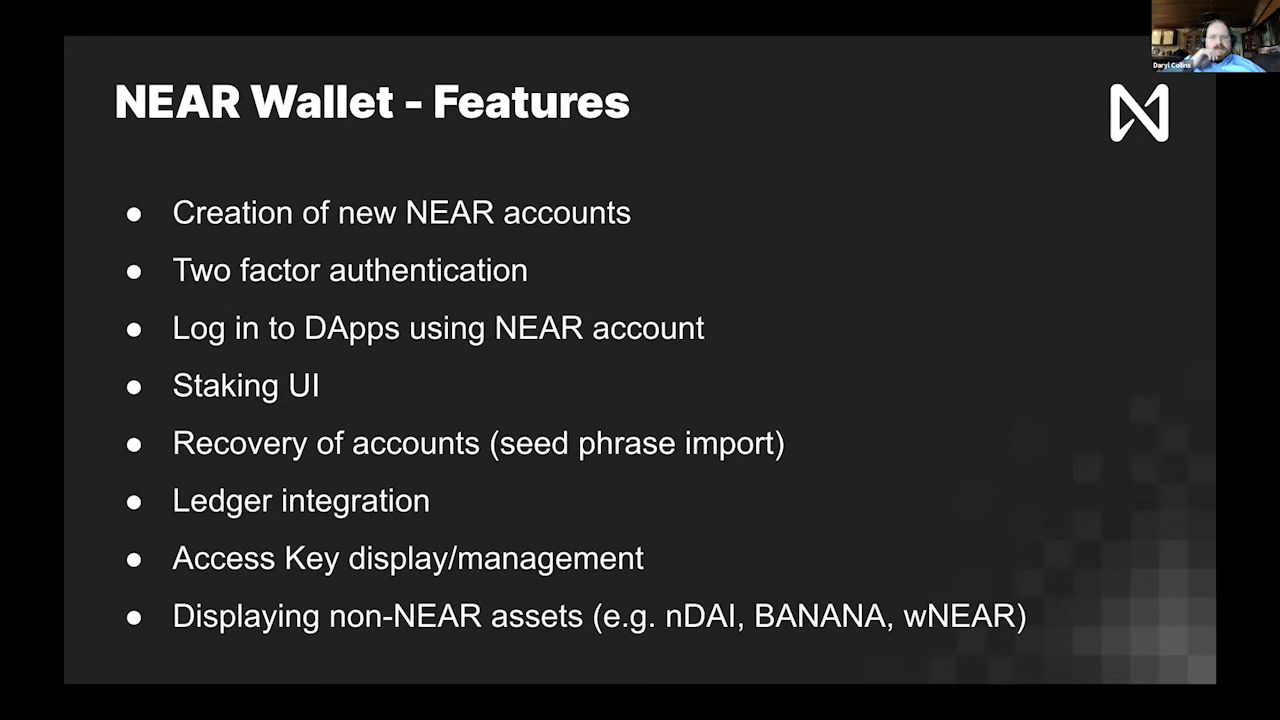 Daryl Collins
NEAR Wallet - Features
● Creation of new NEAR accounts
● Two factor authentication
● Log in to DApps using NEAR account
● Staking UI
● Recovery of accounts (seed phrase import)
● Ledger integration
● Access Key display/management
● Displaying non-NEAR assets (e.g. nDAI, BANANA, wNEAR)